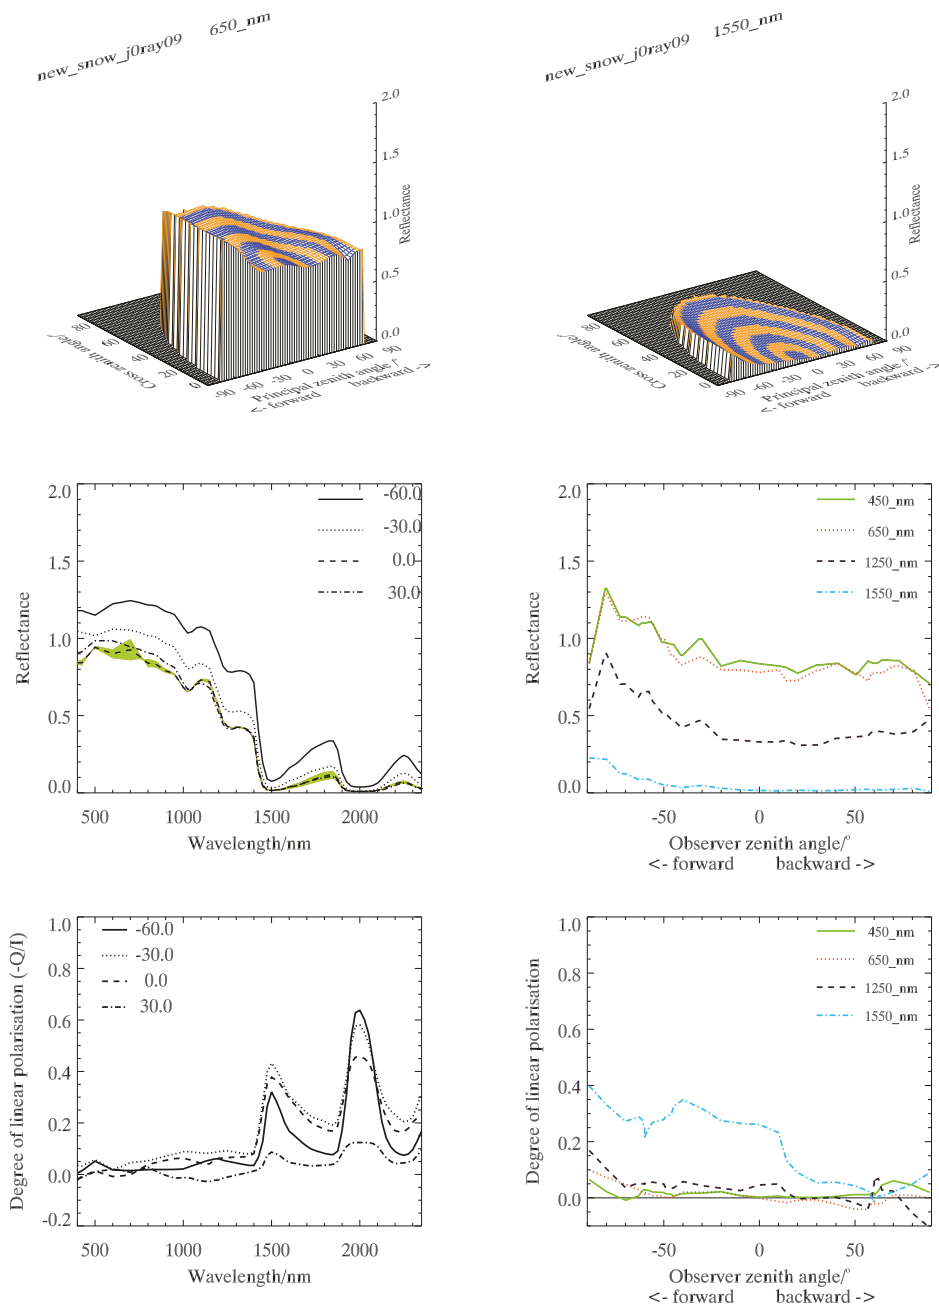 new_snow_j0ray09 650_nm
2.0
1.5
1.0
0.5
0.0
Reflectance
80
60
40
20
0
Cross zenith angle/°
-90
-60
-30
0
30
60
90
Principal zenith angle/°
<- forward backward ->
new_snow_j0ray09 1550_nm
2.0
1.5
1.0
0.5
0.0
Reflectance
80
60
40
20
0
Cross zenith angle/°
-90
-60
-30
0
30
60
90
Principal zenith angle/°
<- forward backward ->
2.0
1.5
1.0
0.5
0.0
Reflectance
-60.0
-30.0
0.0
30.0
500 1000 1500 2000
Wavelength/nm
2.0
1.5
1.0
0.5
0.0
Reflectance
450_nm
650_nm
1250_nm
1550_nm
-50 0 50
Observer zenith angle/°
<- forward backward ->
1.0
0.8
0.6
0.4
0.2
0.0
-0.2
Degree of linear polarisation (-Q/I)
-60.0
-30.0
0.0
30.0
500 1000 1500 2000
Wavelength/nm
1.0
0.8
0.6
0.4
0.2
0.0
Degree of linear polarisation
450_nm
650_nm
1250_nm
1550_nm
-50 0 50
Observer zenith angle/°
<- forward backward ->